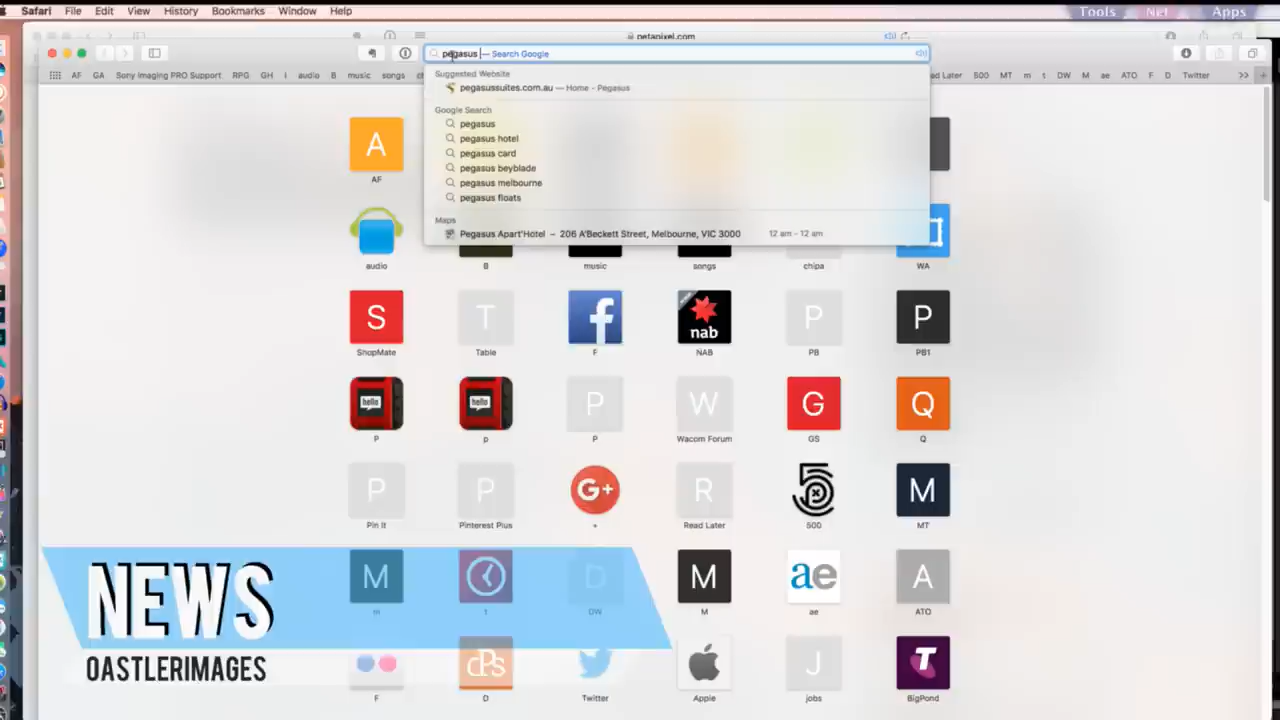 Safari File Edit View History Bookmarks Window Help Tools Net Apps
petapixel.com
pegasus — Search Google
AF GA Sony Imaging PRO Support RPG GH I audio B music songs Later 500 MT m t DW M ae ATO F D Twitter >>
Suggested Website
pegasussuites.com.au — Home - Pegasus
Google Search
pegasus
pegasus hotel
pegasus card
pegasus beyblade
pegasus melbourne
pegasus floats
Maps
Pegasus Apart'Hotel – 206 A'Beckett Street, Melbourne, VIC 3000 12 am - 12 am
A
AF
audio B music songs chipa WA
S T f nab P P
ShopMate Table F NAB PB PB1
hello hello P W G Q
P p P Wacom Forum GS Q
P P G+ R 5 M
Pin It Pinterest Plus + Read Later 500 MT
M D M ae A
m t DW M ae ATO
NEWS
OASTLERIMAGES
dPs J T
F D Twitter Apple jobs BigPond